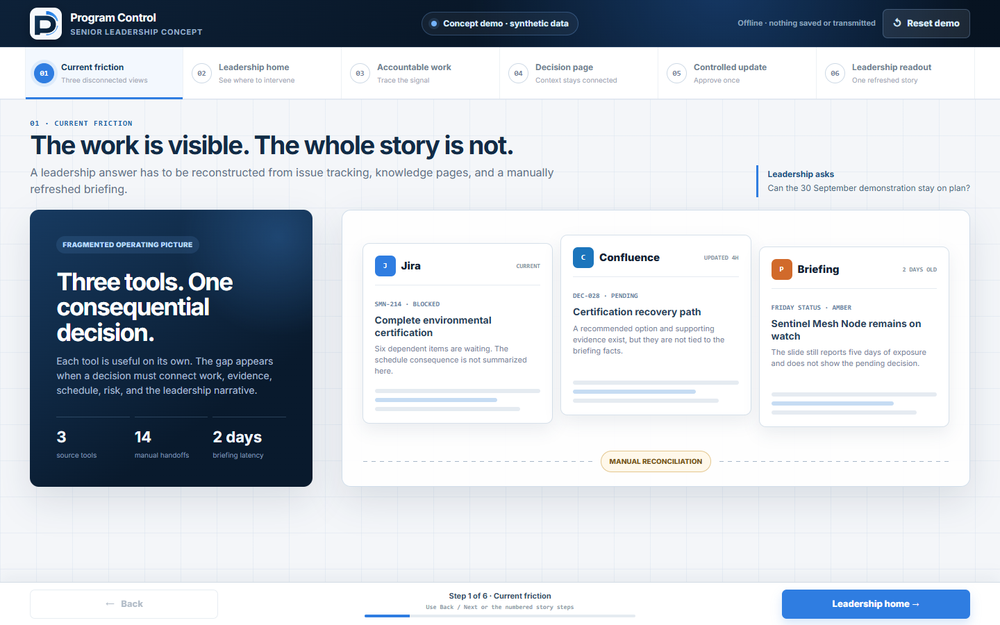 Program Control
SENIOR LEADERSHIP CONCEPT
Concept demo · synthetic data
Offline · nothing saved or transmitted
Reset demo
01
Current friction
Three disconnected views
02
Leadership home
See where to intervene
03
Accountable work
Trace the signal
04
Decision page
Context stays connected
05
Controlled update
Approve once
06
Leadership readout
One refreshed story
01 · CURRENT FRICTION
The work is visible. The whole story is not.
A leadership answer has to be reconstructed from issue tracking, knowledge pages, and a manually
refreshed briefing.
Leadership asks
Can the 30 September demonstration stay on plan?
FRAGMENTED OPERATING PICTURE
Three tools. One
consequential
decision.
Each tool is useful on its own. The gap appears
when a decision must connect work, evidence,
schedule, risk, and the leadership narrative.
3
source tools
14
manual handoffs
2 days
briefing latency
J
Jira
CURRENT
SMN-214 · BLOCKED
Complete environmental
certification
Six dependent items are waiting. The
schedule consequence is not summarized
here.
C
Confluence
UPDATED 4H
DEC-028 · PENDING
Certification recovery path
A recommended option and supporting
evidence exist, but they are not tied to the
briefing facts.
P
Briefing
2 DAYS OLD
FRIDAY STATUS · AMBER
Sentinel Mesh Node remains on
watch
The slide still reports five days of exposure
and does not show the pending decision.
MANUAL RECONCILIATION
← Back
Step 1 of 6 · Current friction
Use Back / Next or the numbered story steps
Leadership home →